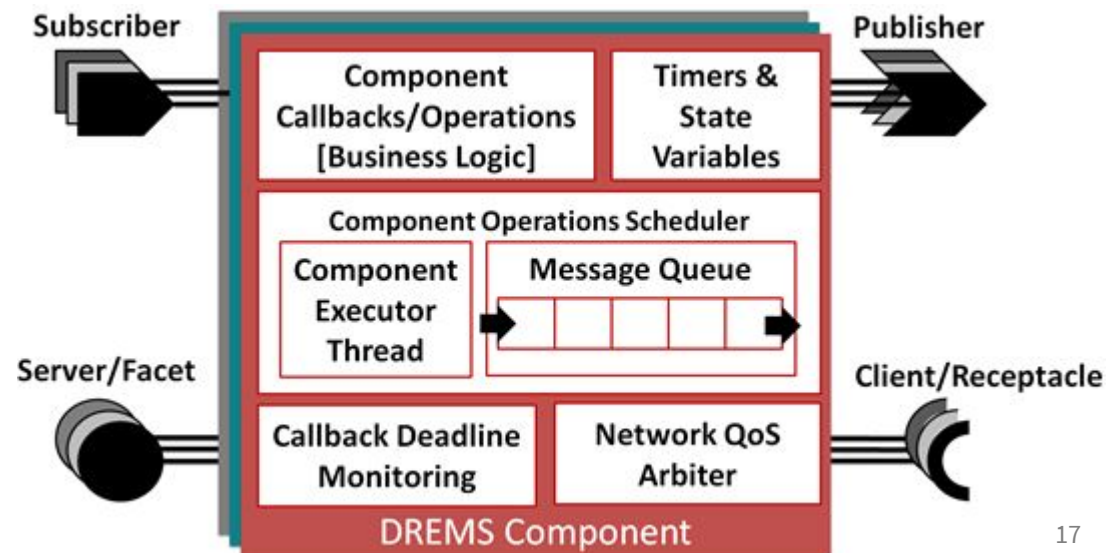 Subscriber
Publisher
Component
Callbacks/Operations
[Business Logic]
Timers &
State
Variables
Component Operations Scheduler
Component
Executor
Thread
Message Queue
Server/Facet
Client/Receptacle
Callback Deadline
Monitoring
Network QoS
Arbiter
DREMS Component
17